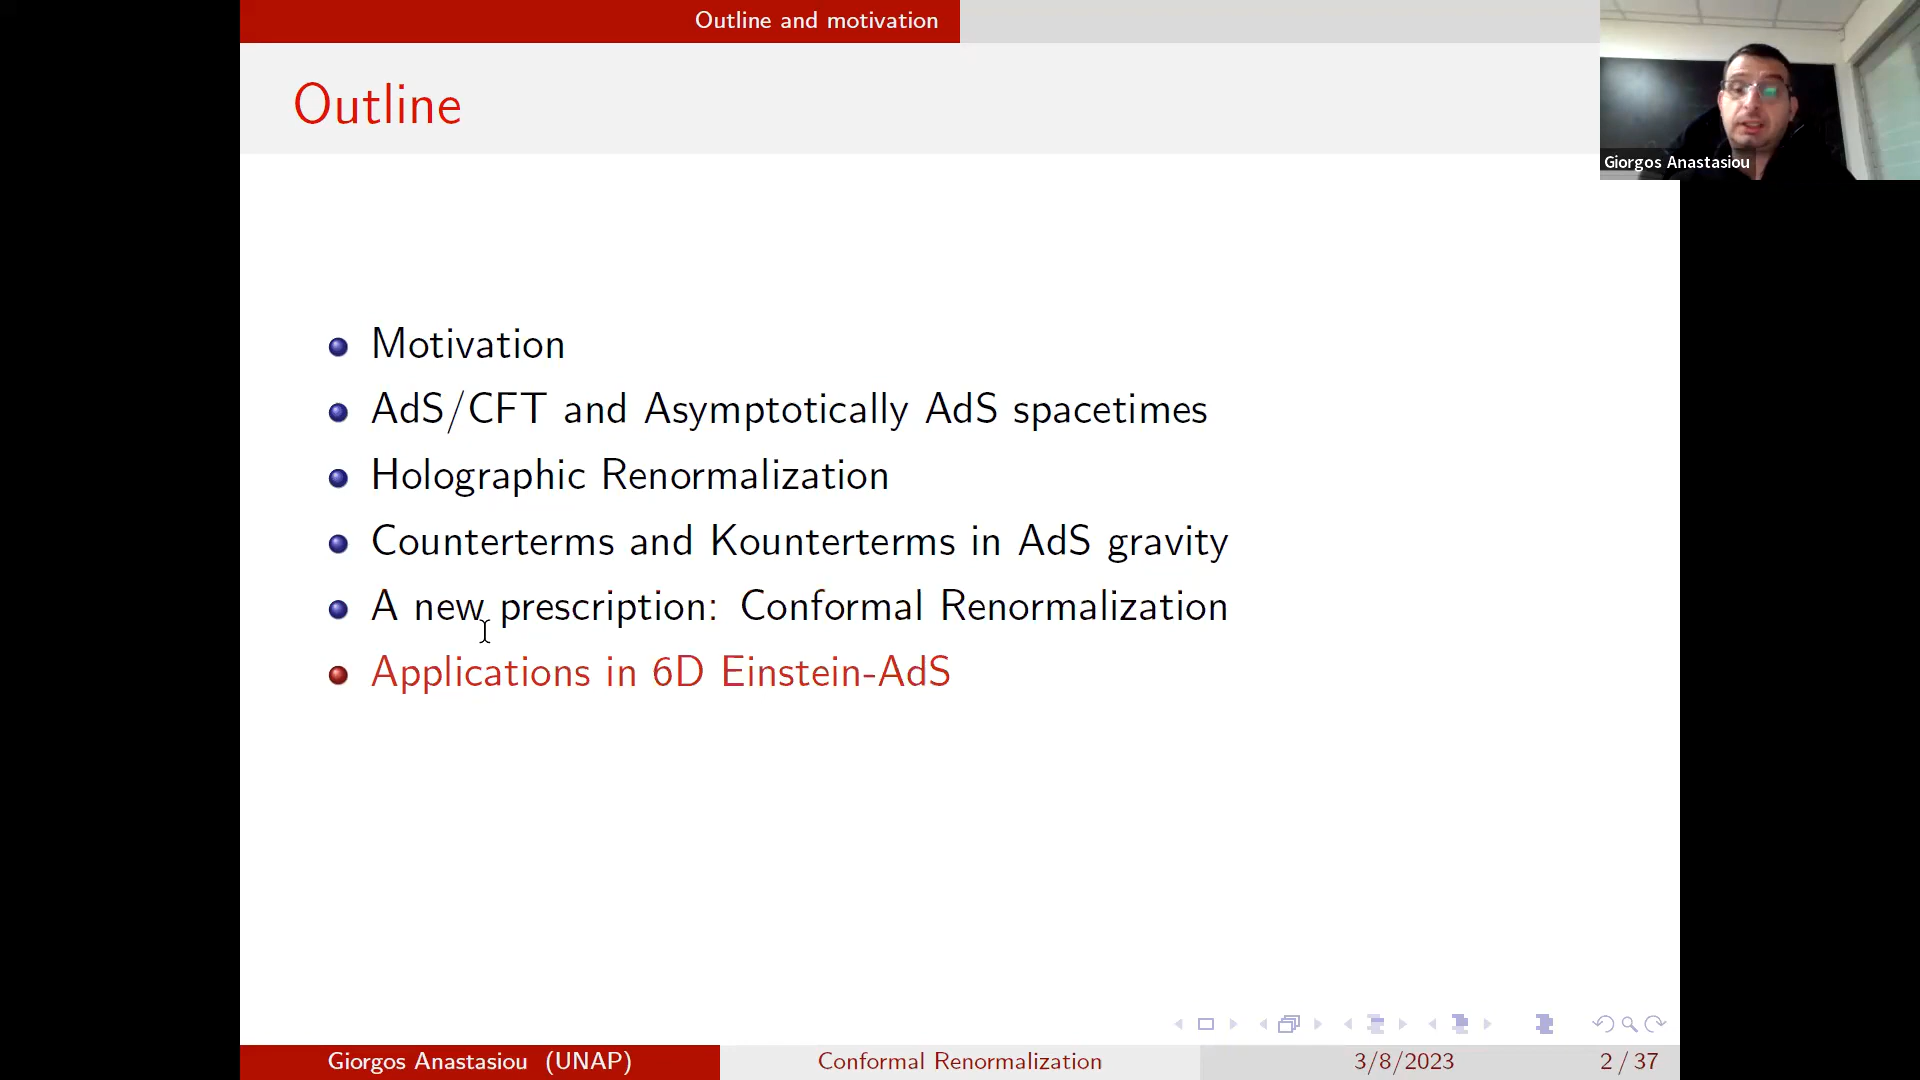 Outline and motivation
Outline
Giorgos Anastasiou
Motivation
AdS/CFT and Asymptotically AdS spacetimes
Holographic Renormalization
Counterterms and Kounterterms in AdS gravity
A new prescription: Conformal Renormalization
Applications in 6D Einstein-AdS
Giorgos Anastasiou (UNAP) Conformal Renormalization 3/8/2023 2 / 37